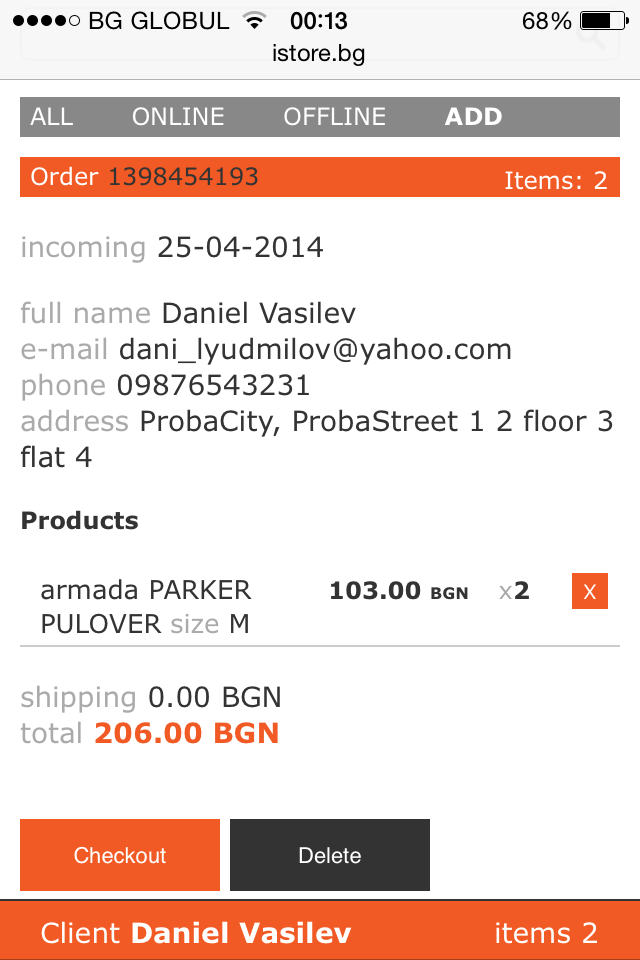 BG GLOBUL 00:13 68%
istore.bg
ALL ONLINE OFFLINE ADD
Order 1398454193 Items: 2
incoming 25-04-2014
full name Daniel Vasilev
e-mail dani_lyudmilov@yahoo.com
phone 09876543231
address ProbaCity, ProbaStreet 1 2 floor 3
flat 4
Products
armada PARKER 103.00 BGN x2 X
PULOVER size M
shipping 0.00 BGN
total 206.00 BGN
Checkout Delete
Client Daniel Vasilev items 2